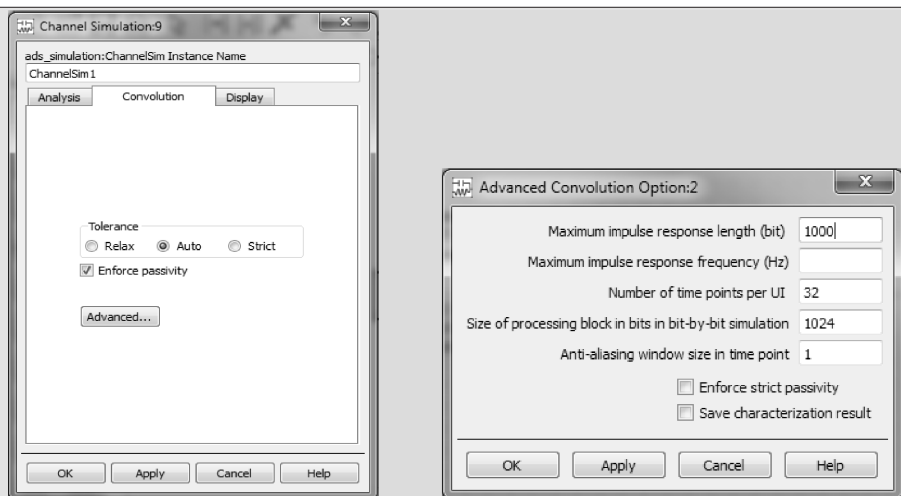 Channel Simulation:9
ads_simulation:ChannelSim Instance Name
ChannelSim1
Analysis Convolution Display
Tolerance
Relax Auto Strict
Enforce passivity
Advanced...
OK Apply Cancel Help
Advanced Convolution Option:2
Maximum impulse response length (bit) 1000
Maximum impulse response frequency (Hz)
Number of time points per UI 32
Size of processing block in bits in bit-by-bit simulation 1024
Anti-aliasing window size in time point 1
Enforce strict passivity
Save characterization result
OK Apply Cancel Help